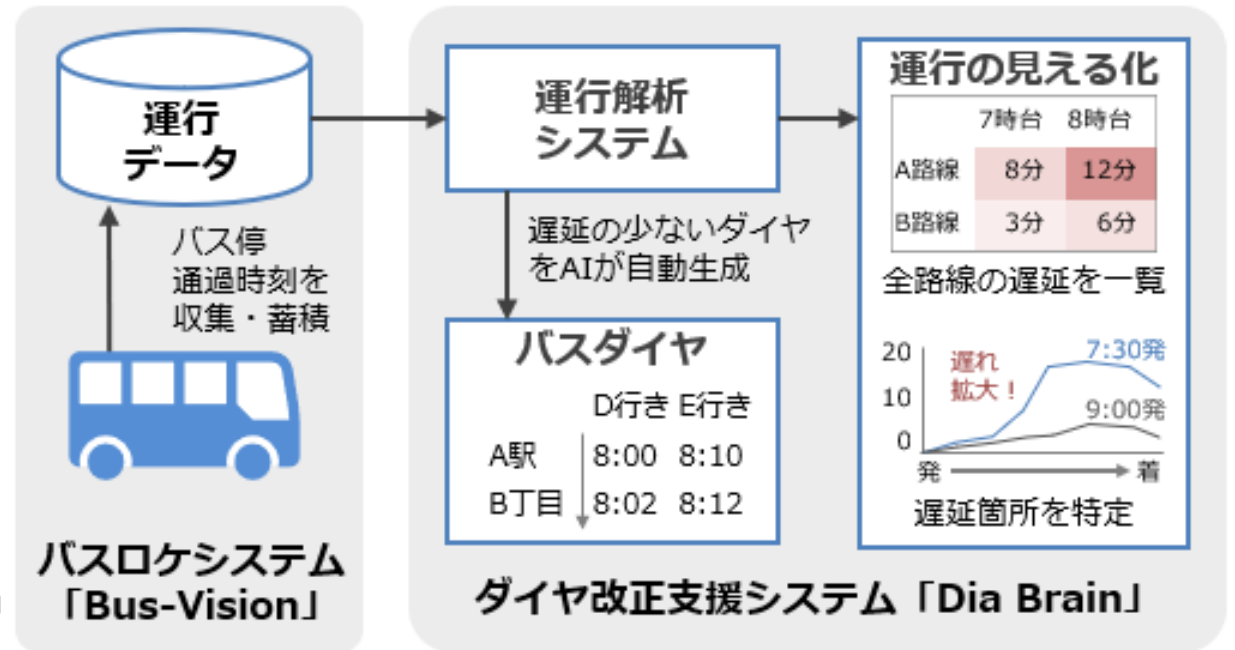 運行
データ
バス停
通過時刻を
収集・蓄積
バスロケシステム
「Bus-Vision」
運行解析
システム
遅延の少ないダイヤ
をAIが自動生成
バスダイヤ
D行き E行き
A駅 8:00 8:10
B丁目 8:02 8:12
運行の見える化
7時台 8時台
A路線 8分 12分
B路線 3分 6分
全路線の遅延を一覧
20
10
0
遅れ
拡大！
7:30発
9:00発
発 着
遅延箇所を特定
ダイヤ改正支援システム「Dia Brain」